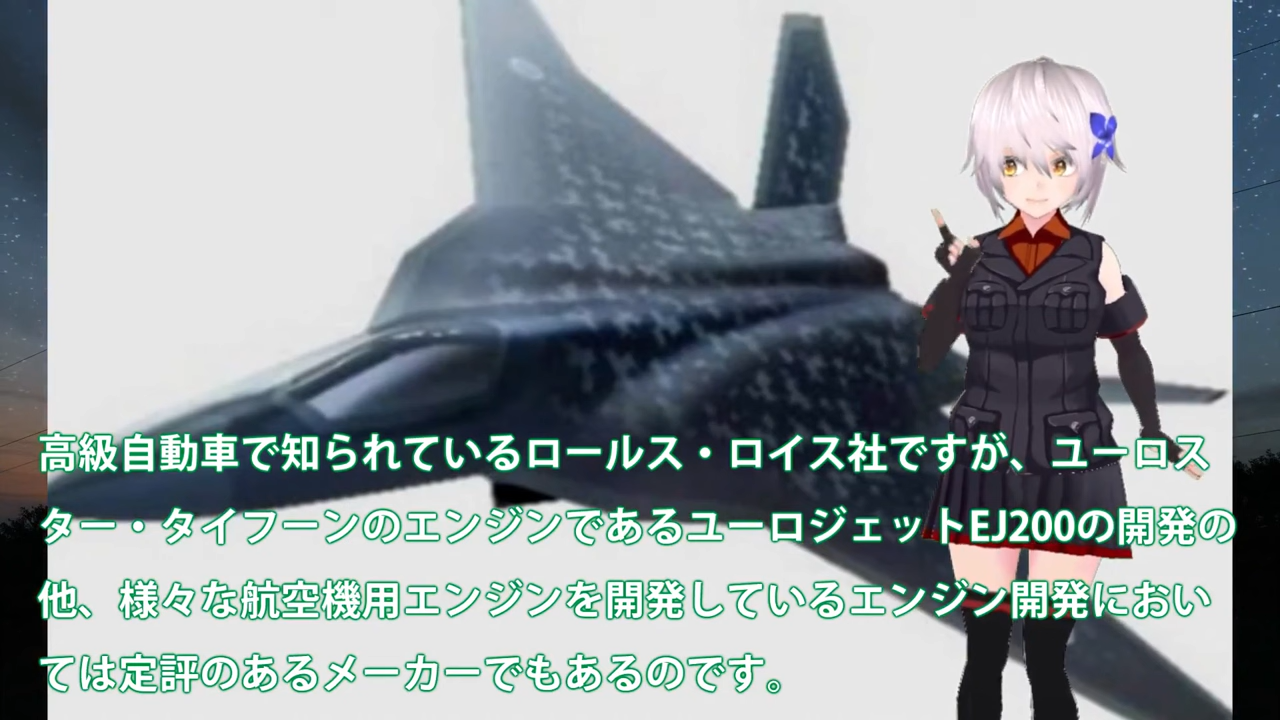 高級自動車で知られているロールス・ロイス社ですが、ユーロス
ター・タイフーンのエンジンであるユーロジェットEJ200の開発の
他、様々な航空機用エンジンを開発しているエンジン開発におい
ては定評のあるメーカーでもあるのです。